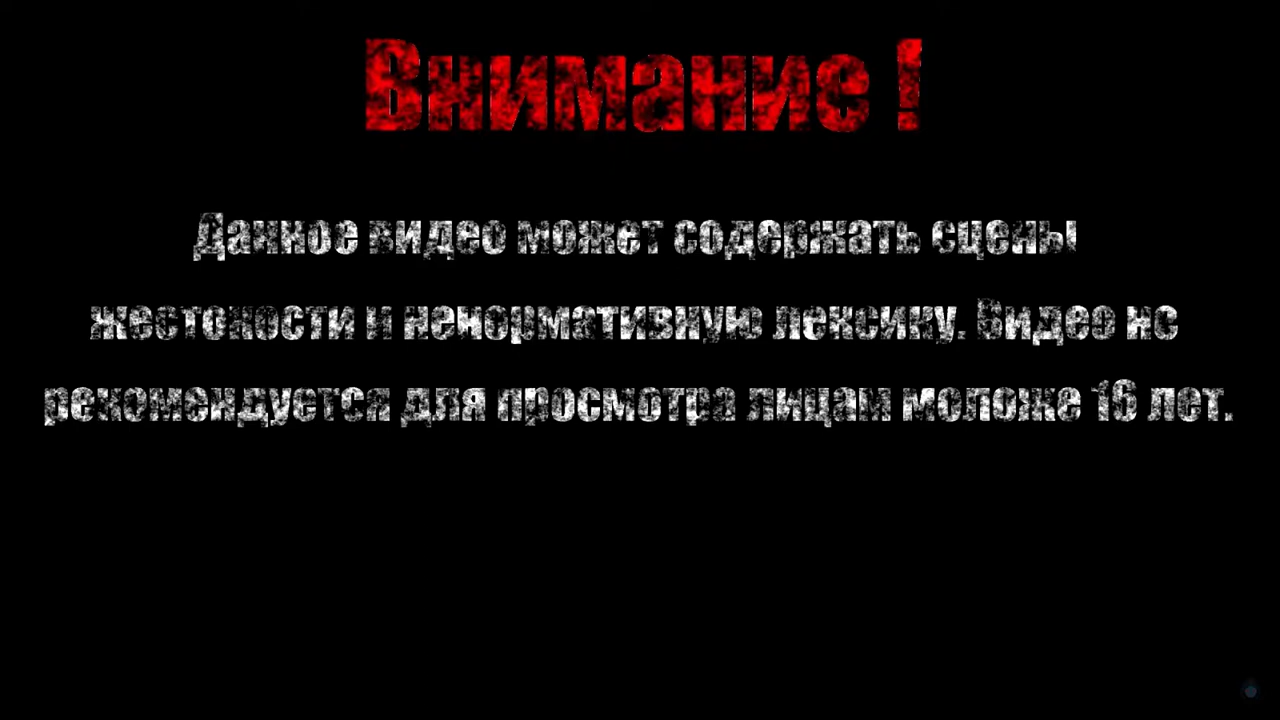 Внимание !
Данное видео может содержать сцены
жестокости и ненормативную лексику. Видео не
рекомендуется для просмотра лицам моложе 16 лет.